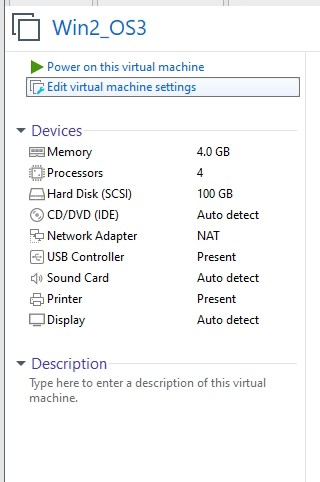 Win2_OS3
Power on this virtual machine
Edit virtual machine settings
Devices
Memory 4.0 GB
Processors 4
Hard Disk (SCSI) 100 GB
CD/DVD (IDE) Auto detect
Network Adapter NAT
USB Controller Present
Sound Card Auto detect
Printer Present
Display Auto detect
Description
Type here to enter a description of this virtual
machine.